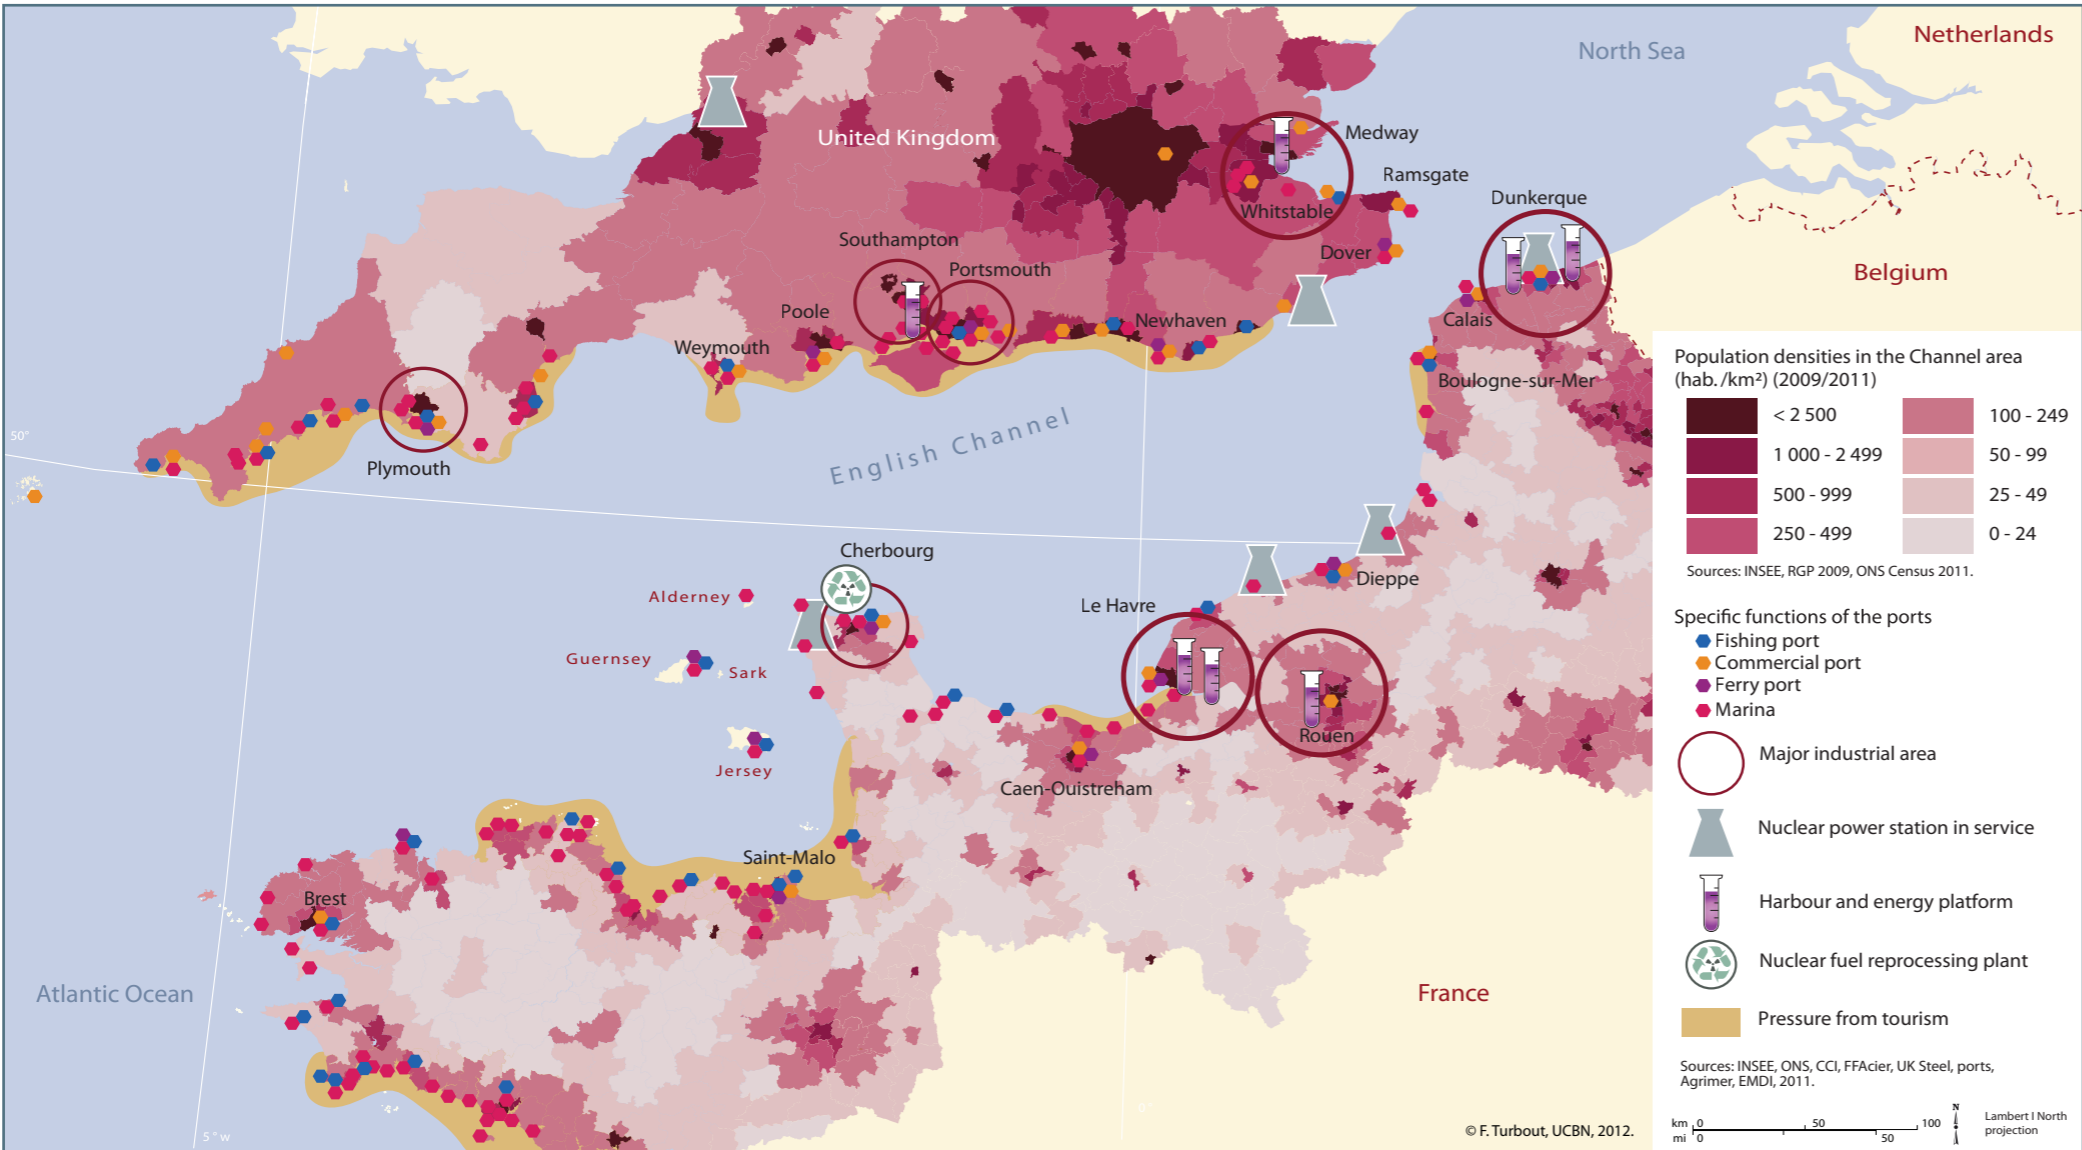 North Sea
Netherlands
United Kingdom
Medway
Ramsgate
Whitstable
Dunkerque
Southampton
Portsmouth
Dover
Belgium
Poole
Newhaven
Calais
Weymouth
Boulogne-sur-Mer
50°
Plymouth
English Channel
Cherbourg
Dieppe
Alderney
Le Havre
Guernsey
Sark
Rouen
Jersey
Caen-Ouistreham
Saint-Malo
Brest
Atlantic Ocean
France
0°
5° w
© F. Turbout, UCBN, 2012.
Population densities in the Channel area
(hab./km²) (2009/2011)
< 2 500
1 000 - 2 499
500 - 999
250 - 499
100 - 249
50 - 99
25 - 49
0 - 24
Sources: INSEE, RGP 2009, ONS Census 2011.
Specific functions of the ports
Fishing port
Commercial port
Ferry port
Marina
Major industrial area
Nuclear power station in service
Harbour and energy platform
Nuclear fuel reprocessing plant
Pressure from tourism
Sources: INSEE, ONS, CCI, FFAcier, UK Steel, ports,
Agrimer, EMDI, 2011.
km 0 50 100
mi 0 50
N
Lambert I North
projection